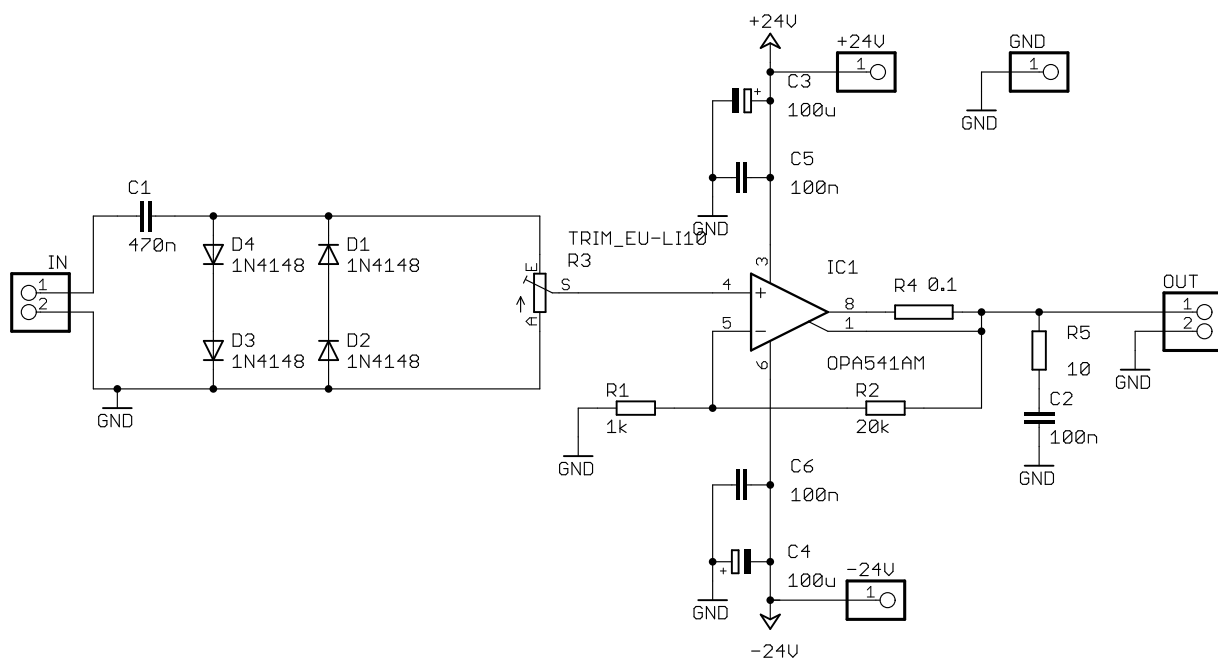 +24V
+24V
1
GND
1
GND
C3
+
100u
C5
100n
GND
C1
470n
IN
1
2
D4
1N4148
D1
1N4148
D3
1N4148
D2
1N4148
GND
TRIM_EU-LI10
R3
E
S
A
3
IC1
4
+
5
-
6
8
1
OPA541AM
R4 0.1
OUT
1
2
GND
R5
10
C2
100n
GND
R1
1k
GND
R2
20k
C6
100n
C4
+
100u
GND
-24V
1
-24V